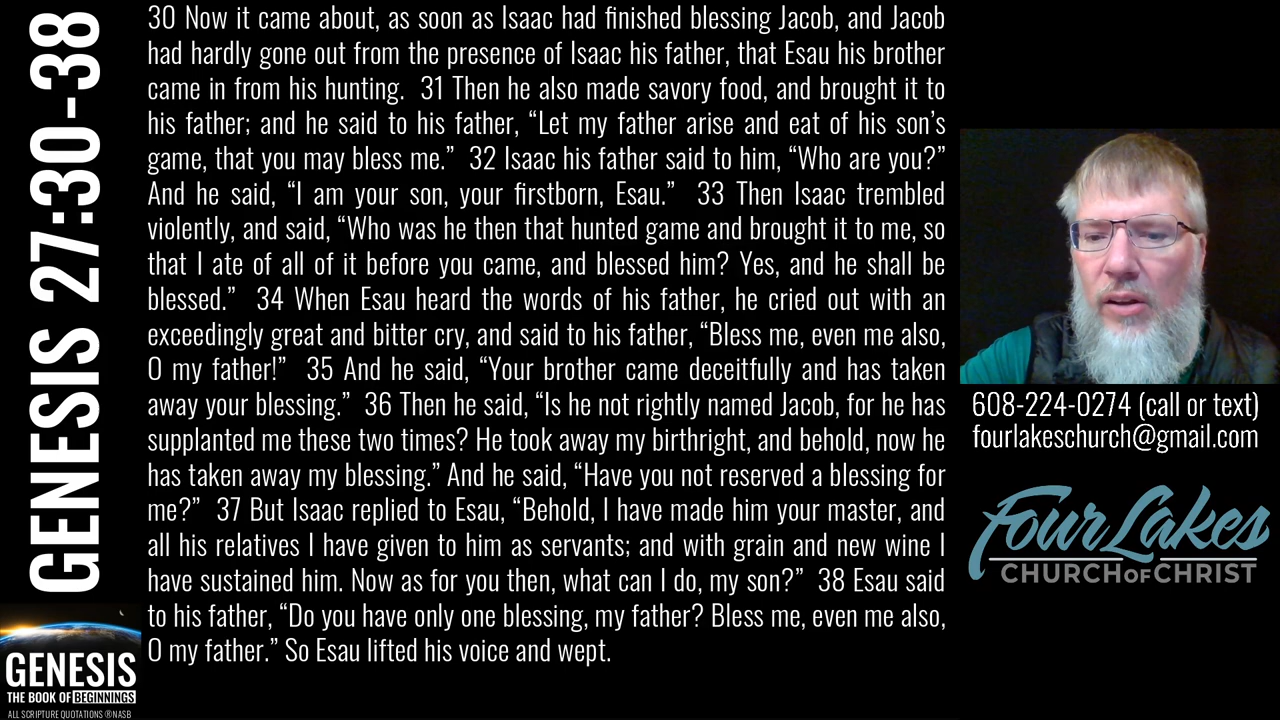 GENESIS 27:30-38
30 Now it came about, as soon as Isaac had finished blessing Jacob, and Jacob
had hardly gone out from the presence of Isaac his father, that Esau his brother
came in from his hunting.  31 Then he also made savory food, and brought it to
his father; and he said to his father, “Let my father arise and eat of his son’s
game, that you may bless me.”  32 Isaac his father said to him, “Who are you?”
And he said, “I am your son, your firstborn, Esau.”  33 Then Isaac trembled
violently, and said, “Who was he then that hunted game and brought it to me, so
that I ate of all of it before you came, and blessed him? Yes, and he shall be
blessed.”  34 When Esau heard the words of his father, he cried out with an
exceedingly great and bitter cry, and said to his father, “Bless me, even me also,
O my father!”  35 And he said, “Your brother came deceitfully and has taken
away your blessing.”  36 Then he said, “Is he not rightly named Jacob, for he has
supplanted me these two times? He took away my birthright, and behold, now he
has taken away my blessing.” And he said, “Have you not reserved a blessing for
me?”  37 But Isaac replied to Esau, “Behold, I have made him your master, and
all his relatives I have given to him as servants; and with grain and new wine I
have sustained him. Now as for you then, what can I do, my son?”  38 Esau said
to his father, “Do you have only one blessing, my father? Bless me, even me also,
O my father.” So Esau lifted his voice and wept.
GENESIS
THE BOOK OF BEGINNINGS
ALL SCRIPTURE QUOTATIONS ®NASB
608-224-0274 (call or text)
fourlakeschurch@gmail.com
Four Lakes
CHURCH OF CHRIST